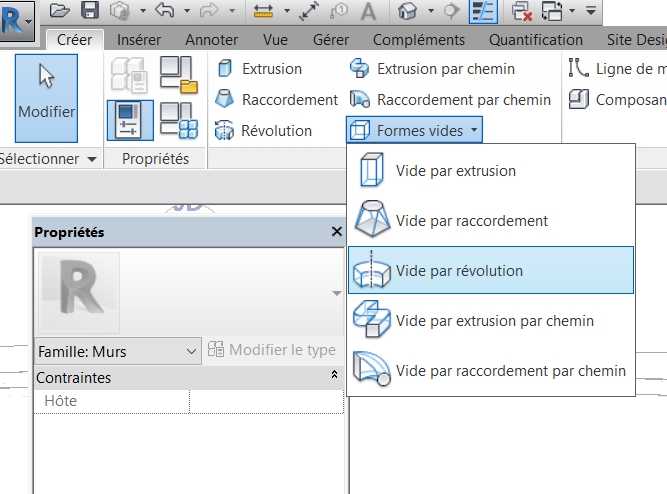 Créer Insérer Annoter Vue Gérer Compléments Quantification Site Desi
Modifier
Sélectionner
Propriétés
Extrusion
Raccordement
Révolution
Extrusion par chemin
Raccordement par chemin
Formes vides
Ligne de m
Composan
Vide par extrusion
Vide par raccordement
Vide par révolution
Vide par extrusion par chemin
Vide par raccordement par chemin
Propriétés
Famille: Murs
Modifier le type
Contraintes
Hôte